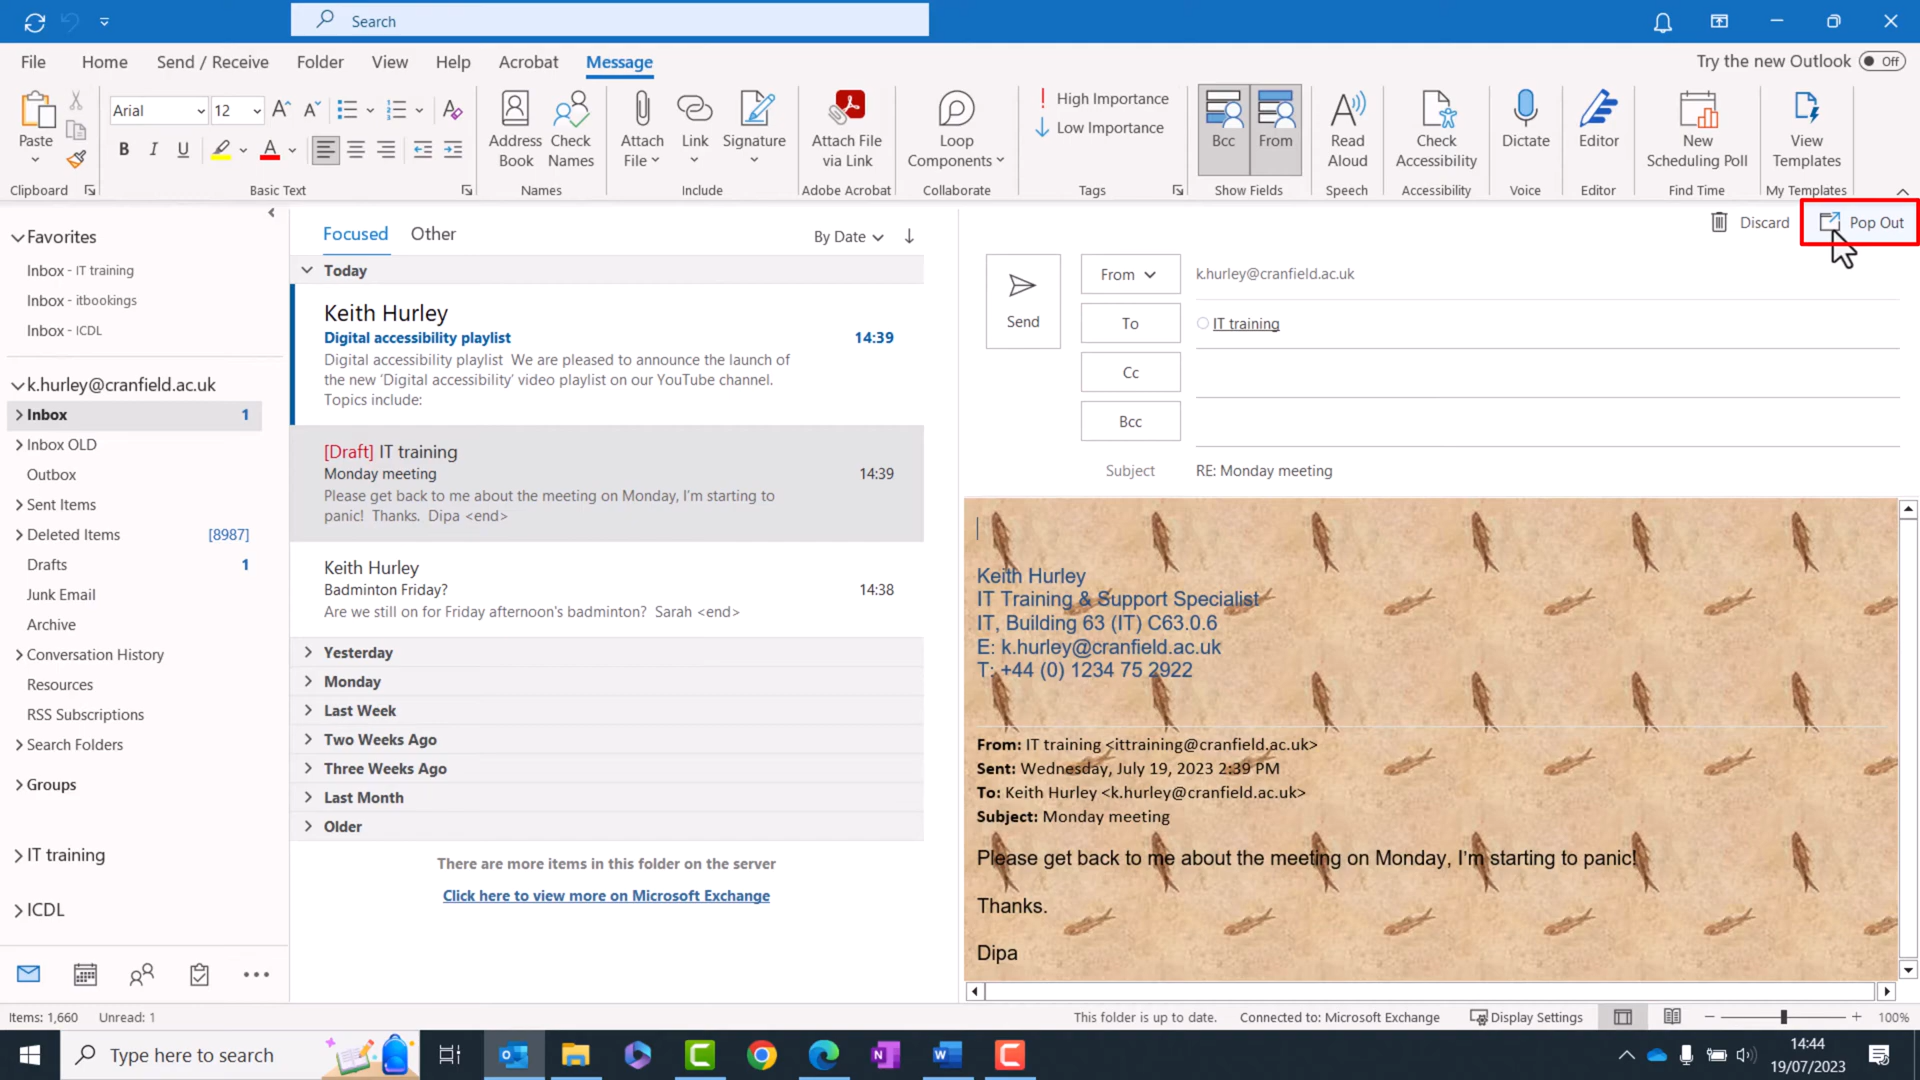 Search
File Home Send / Receive Folder View Help Acrobat Message
Try the new Outlook Off
Paste
Arial 12
B I U A
Clipboard
Basic Text
Address Book
Check Names
Names
Attach File
Link
Signature
Include
Attach File via Link
Adobe Acrobat
Loop Components
Collaborate
High Importance
Low Importance
Tags
Bcc
From
Show Fields
Read Aloud
Speech
Check Accessibility
Accessibility
Dictate
Voice
Editor
Editor
New Scheduling Poll
Find Time
View Templates
My Templates
Favorites
Inbox - IT training
Inbox - itbookings
Inbox - ICDL
k.hurley@cranfield.ac.uk
Inbox 1
Inbox OLD
Outbox
Sent Items
Deleted Items [8987]
Drafts 1
Junk Email
Archive
Conversation History
Resources
RSS Subscriptions
Search Folders
Groups
IT training
ICDL
Focused Other By Date
Today
Keith Hurley
Digital accessibility playlist 14:39
Digital accessibility playlist We are pleased to announce the launch of
the new 'Digital accessibility' video playlist on our YouTube channel.
Topics include:
[Draft] IT training
Monday meeting 14:39
Please get back to me about the meeting on Monday, I'm starting to
panic! Thanks. Dipa <end>
Keith Hurley
Badminton Friday? 14:38
Are we still on for Friday afternoon's badminton? Sarah <end>
Yesterday
Monday
Last Week
Two Weeks Ago
Three Weeks Ago
Last Month
Older
There are more items in this folder on the server
Click here to view more on Microsoft Exchange
Discard Pop Out
Send
From k.hurley@cranfield.ac.uk
To IT training
Cc
Bcc
Subject RE: Monday meeting
Keith Hurley
IT Training & Support Specialist
IT, Building 63 (IT) C63.0.6
E: k.hurley@cranfield.ac.uk
T: +44 (0) 1234 75 2922
From: IT training <ittraining@cranfield.ac.uk>
Sent: Wednesday, July 19, 2023 2:39 PM
To: Keith Hurley <k.hurley@cranfield.ac.uk>
Subject: Monday meeting
Please get back to me about the meeting on Monday, I'm starting to panic!
Thanks.
Dipa
Items: 1,660 Unread: 1 This folder is up to date. Connected to: Microsoft Exchange Display Settings 100%
Type here to search
14:44
19/07/2023